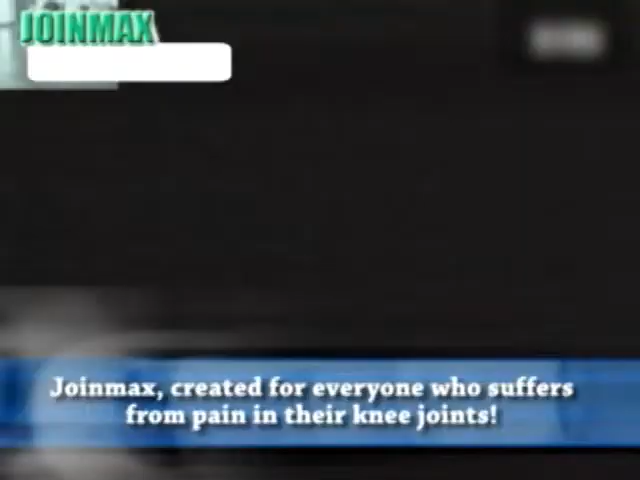 JOINMAX
Joinmax, created for everyone who suffers
from pain in their knee joints!